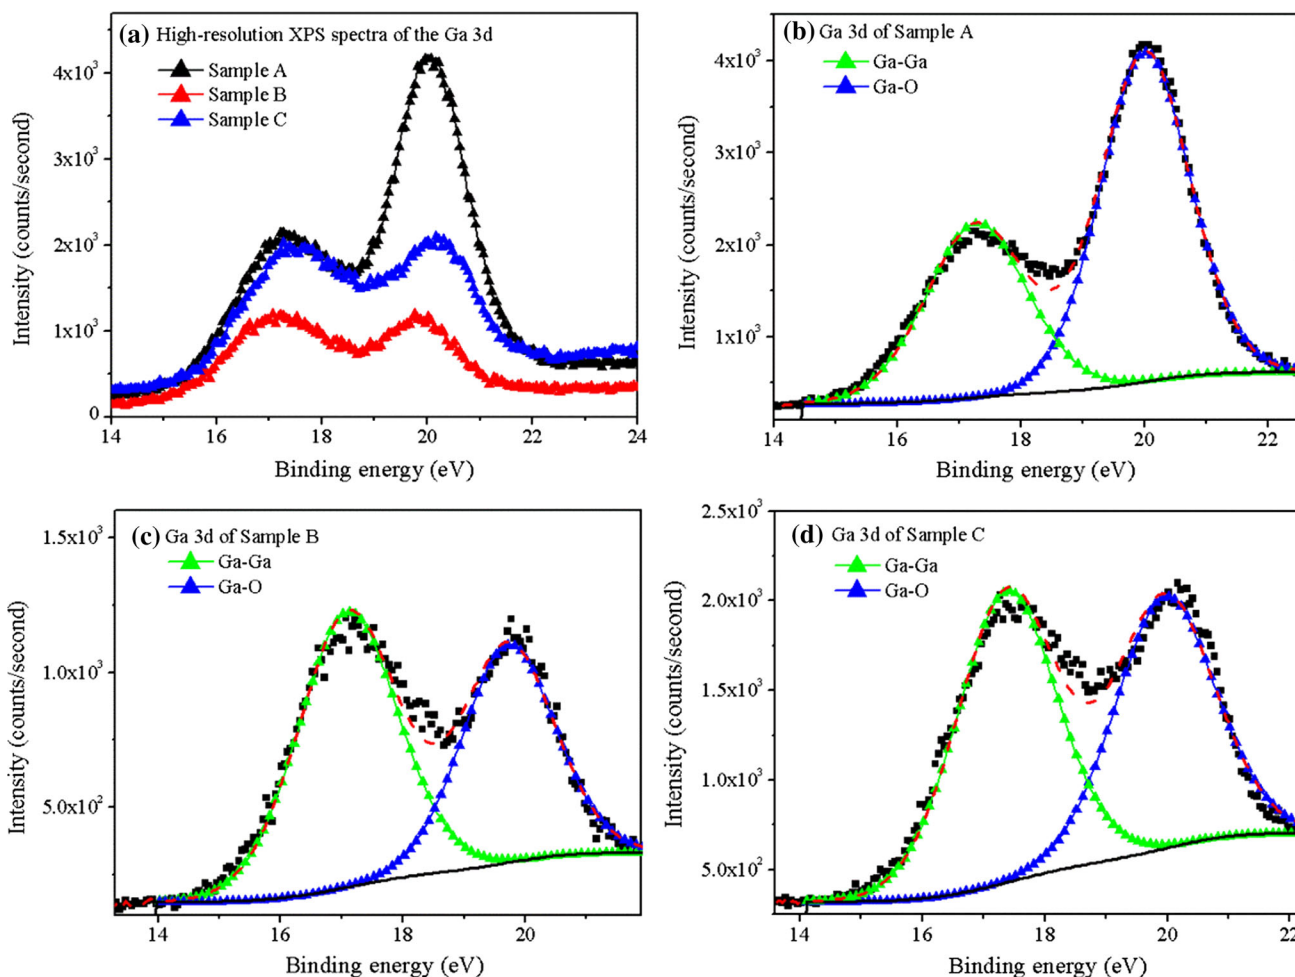 (a) High-resolution XPS spectra of the Ga 3d
Sample A
Sample B
Sample C
4x10³
3x10³
2x10³
1x10³
0
14 16 18 20 22 24
Intensity (counts/second)
Binding energy (eV)
(b) Ga 3d of Sample A
Ga-Ga
Ga-O
4x10³
3x10³
2x10³
1x10³
14 16 18 20 22
Intensity (counts/second)
Binding energy (eV)
(c) Ga 3d of Sample B
Ga-Ga
Ga-O
1.5x10³
1.0x10³
5.0x10²
14 16 18 20
Intensity (counts/second)
Binding energy (eV)
(d) Ga 3d of Sample C
Ga-Ga
Ga-O
2.5x10³
2.0x10³
1.5x10³
1.0x10³
5.0x10²
14 16 18 20 22
Intensity (counts/second)
Binding energy (eV)